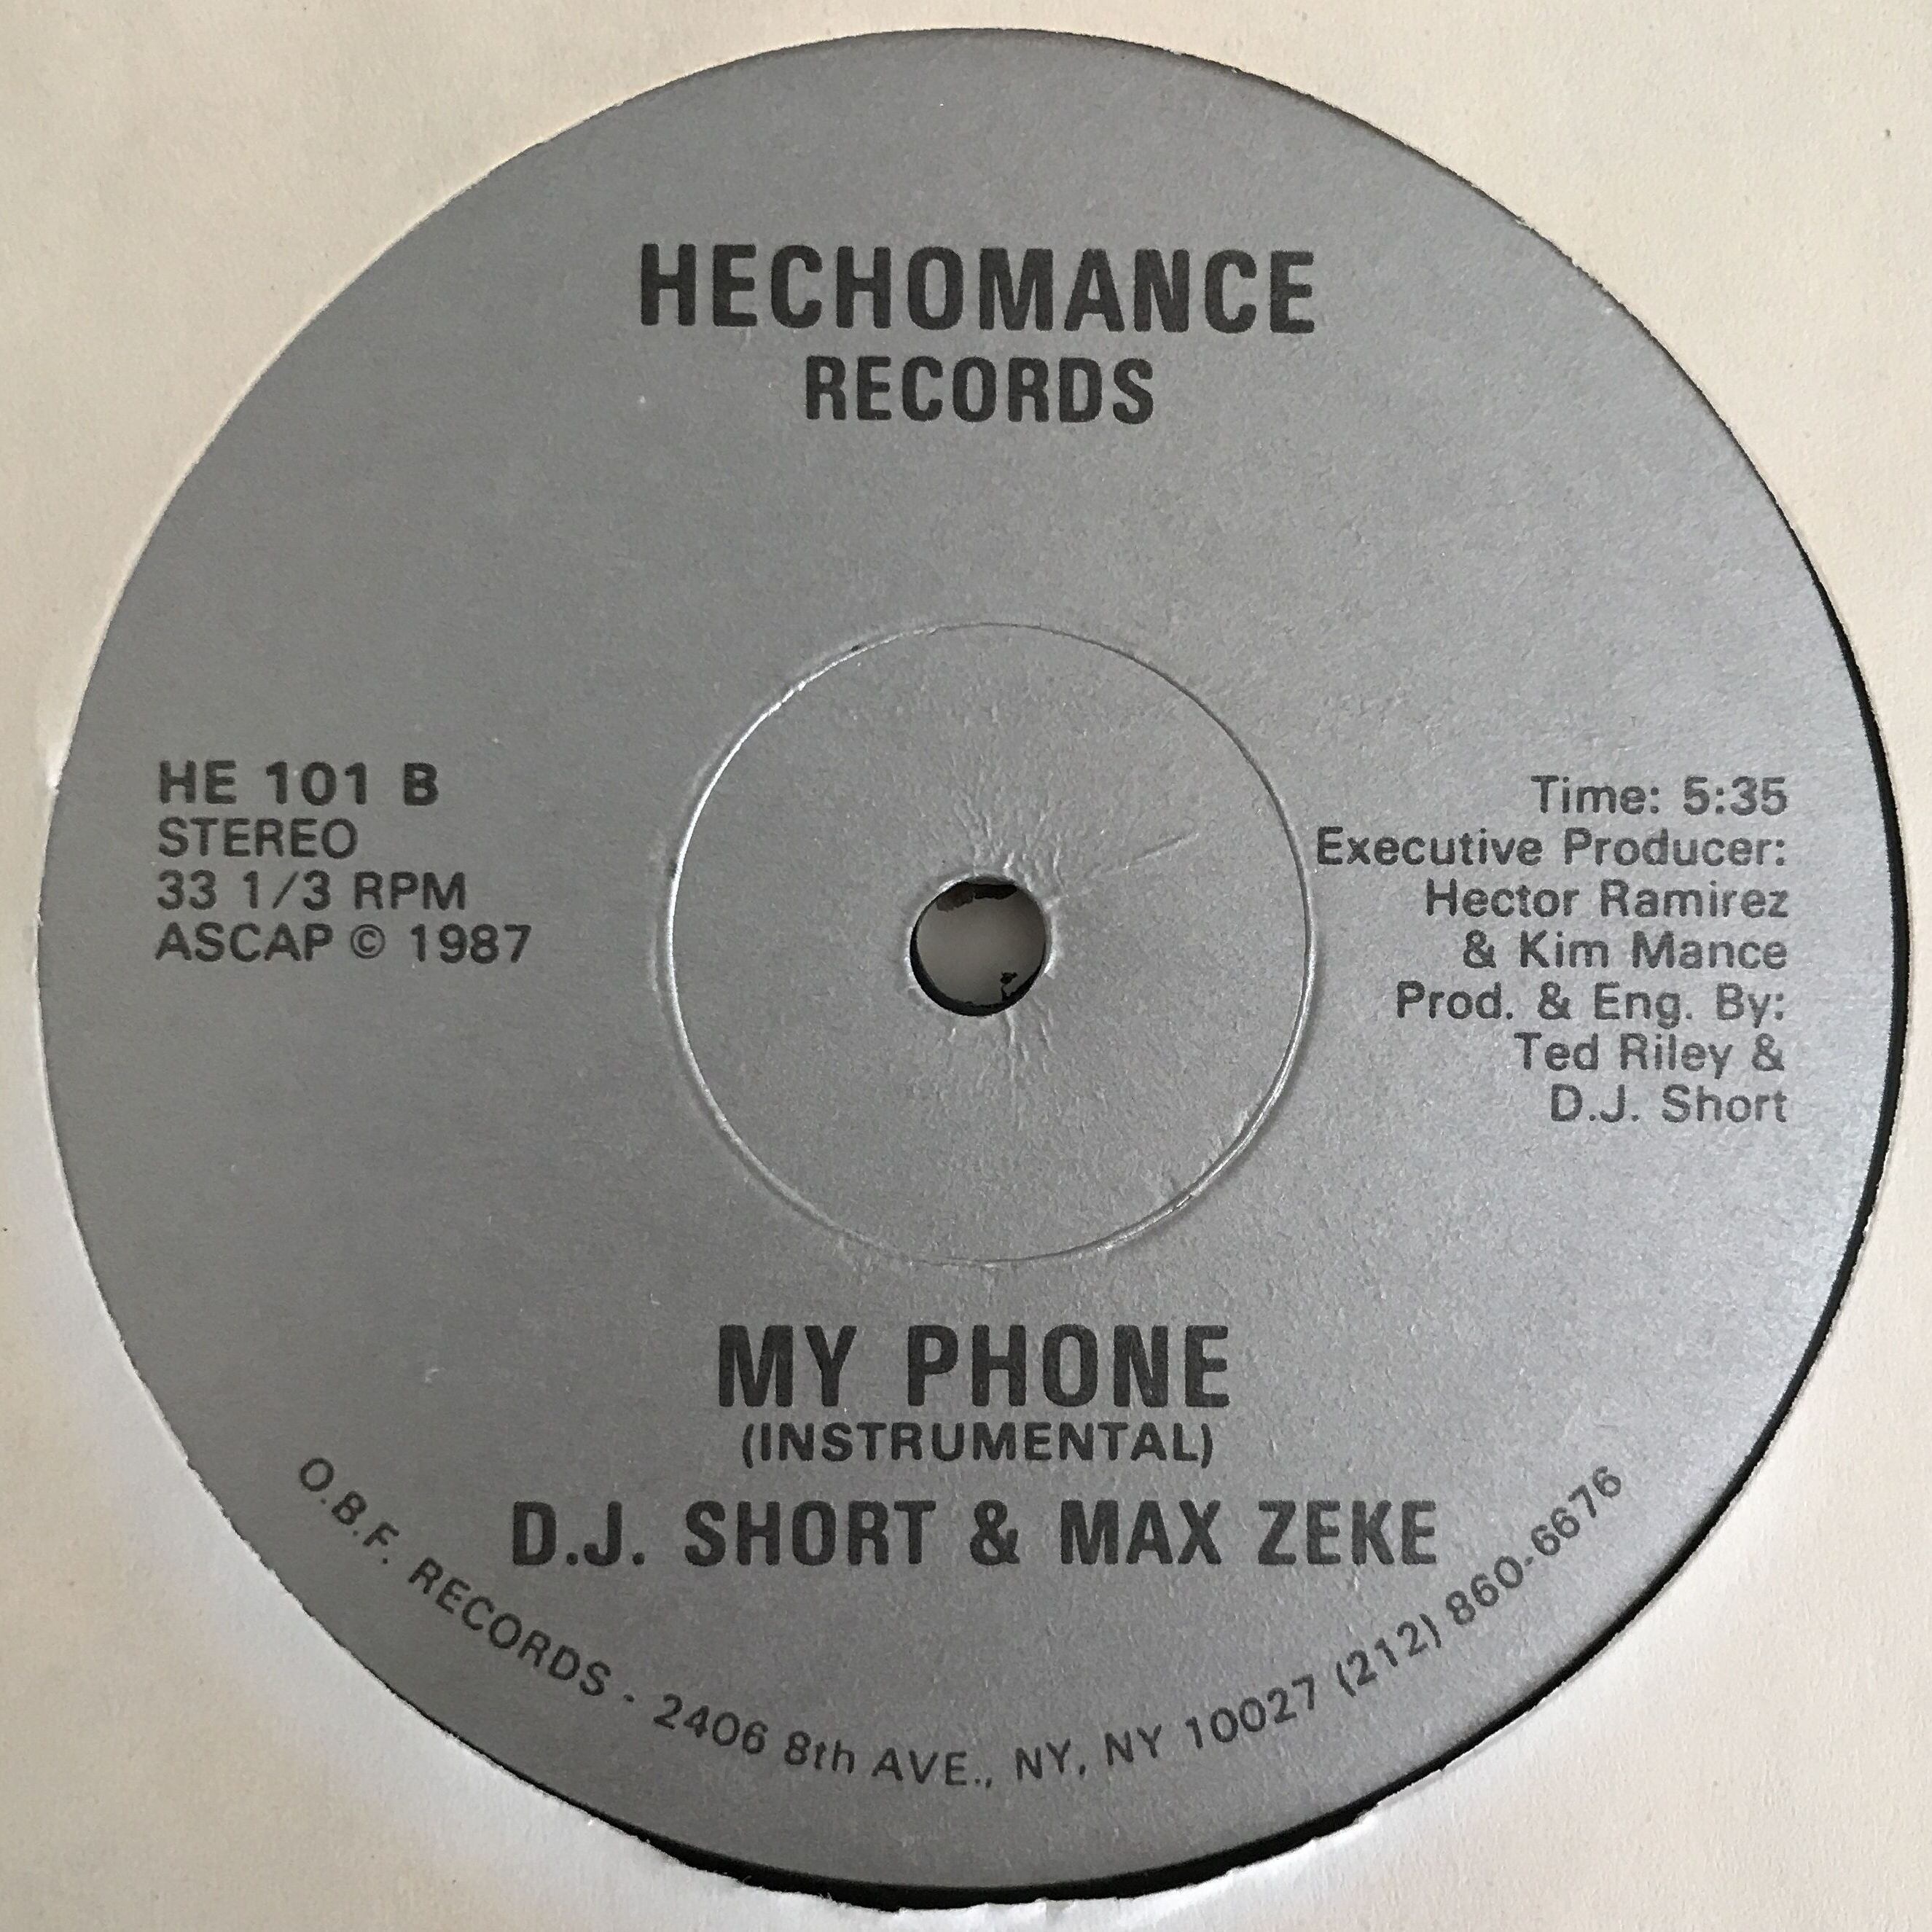 HECHOMANCE
RECORDS
HE 101 B
STEREO
33 1/3 RPM
ASCAP © 1987
Time: 5:35
Executive Producer:
Hector Ramirez
& Kim Mance
Prod. & Eng. By:
Ted Riley &
D.J. Short
MY PHONE
(INSTRUMENTAL)
D.J. SHORT & MAX ZEKE
O.B.F. RECORDS - 2406 8th AVE., NY, NY 10027 (212) 860-6676